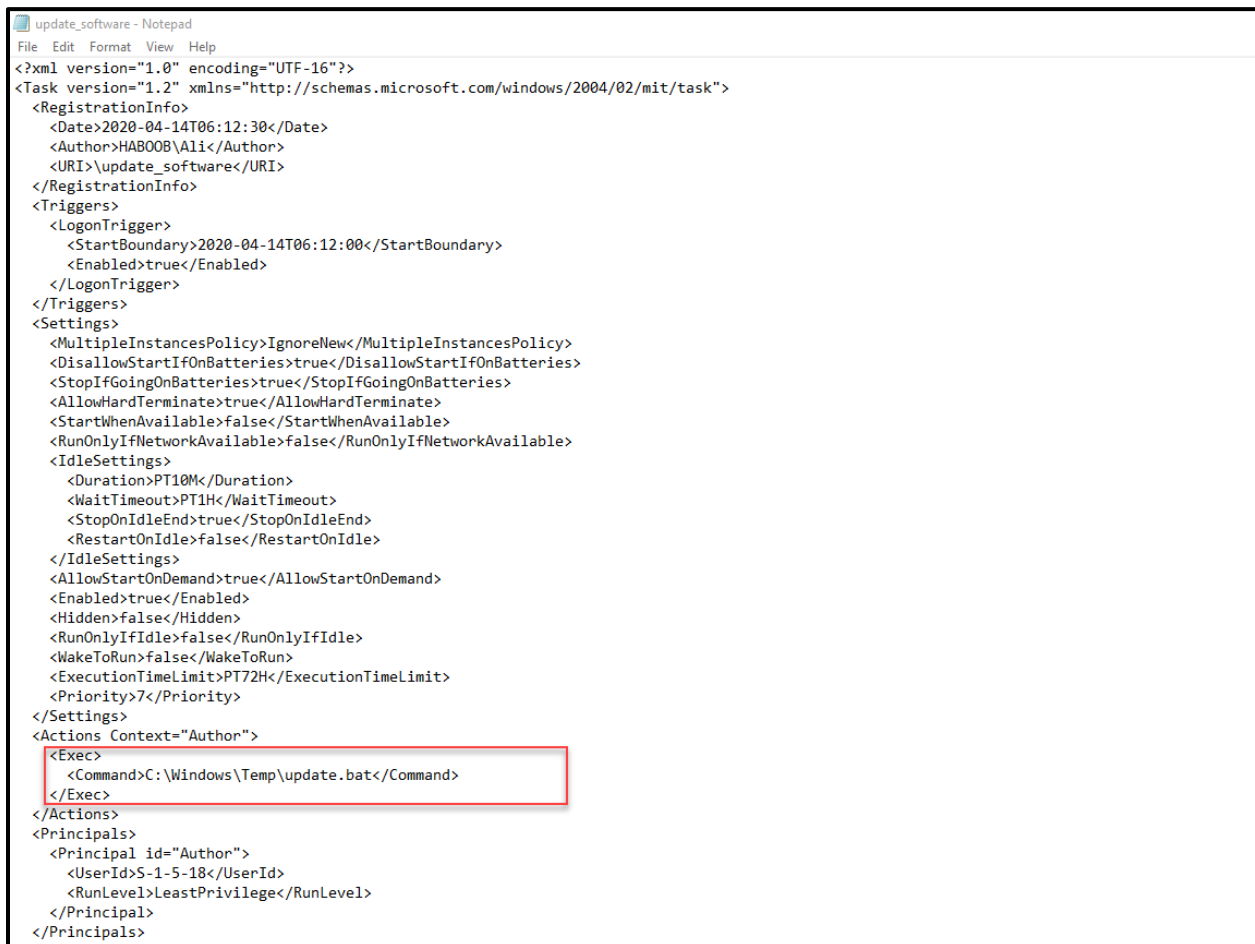 update_software - Notepad
File Edit Format View Help
<?xml version="1.0" encoding="UTF-16"?>
<Task version="1.2" xmlns="http://schemas.microsoft.com/windows/2004/02/mit/task">
  <RegistrationInfo>
    <Date>2020-04-14T06:12:30</Date>
    <Author>HABOOB\Ali</Author>
    <URI>\update_software</URI>
  </RegistrationInfo>
  <Triggers>
    <LogonTrigger>
      <StartBoundary>2020-04-14T06:12:00</StartBoundary>
      <Enabled>true</Enabled>
    </LogonTrigger>
  </Triggers>
  <Settings>
    <MultipleInstancesPolicy>IgnoreNew</MultipleInstancesPolicy>
    <DisallowStartIfOnBatteries>true</DisallowStartIfOnBatteries>
    <StopIfGoingOnBatteries>true</StopIfGoingOnBatteries>
    <AllowHardTerminate>true</AllowHardTerminate>
    <StartWhenAvailable>false</StartWhenAvailable>
    <RunOnlyIfNetworkAvailable>false</RunOnlyIfNetworkAvailable>
    <IdleSettings>
      <Duration>PT10M</Duration>
      <WaitTimeout>PT1H</WaitTimeout>
      <StopOnIdleEnd>true</StopOnIdleEnd>
      <RestartOnIdle>false</RestartOnIdle>
    </IdleSettings>
    <AllowStartOnDemand>true</AllowStartOnDemand>
    <Enabled>true</Enabled>
    <Hidden>false</Hidden>
    <RunOnlyIfIdle>false</RunOnlyIfIdle>
    <WakeToRun>false</WakeToRun>
    <ExecutionTimeLimit>PT72H</ExecutionTimeLimit>
    <Priority>7</Priority>
  </Settings>
  <Actions Context="Author">
    <Exec>
      <Command>C:\Windows\Temp\update.bat</Command>
    </Exec>
  </Actions>
  <Principals>
    <Principal id="Author">
      <UserId>S-1-5-18</UserId>
      <RunLevel>LeastPrivilege</RunLevel>
    </Principal>
  </Principals>